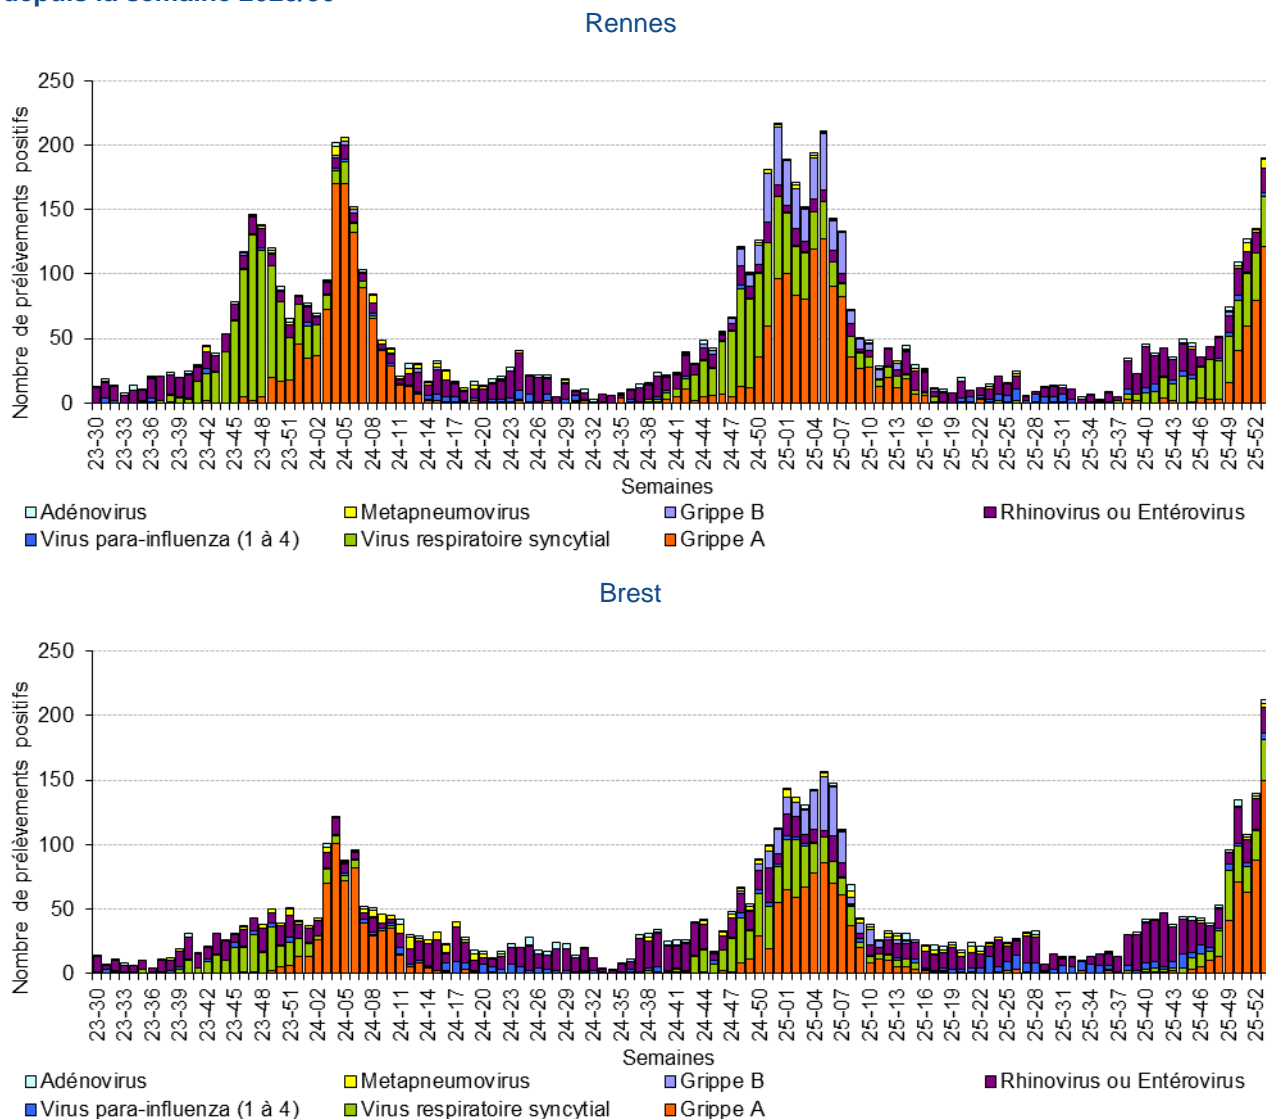 depuis la semaine 2023/30
Rennes
Nombre de prélèvements positifs
250
200
150
100
50
0
23-30 23-33 23-36 23-39 23-42 23-45 23-48 23-51 24-02 24-05 24-08 24-11 24-14 24-17 24-20 24-23 24-26 24-29 24-32 24-35 24-38 24-41 24-44 24-47 24-50 25-01 25-04 25-07 25-10 25-13 25-16 25-19 25-22 25-25 25-28 25-31 25-34 25-37 25-40 25-43 25-46 25-49 25-52
Semaines
Adénovirus Metapneumovirus Grippe B Rhinovirus ou Entérovirus
Virus para-influenza (1 à 4) Virus respiratoire syncytial Grippe A
Brest
Nombre de prélèvements positifs
250
200
150
100
50
0
23-30 23-33 23-36 23-39 23-42 23-45 23-48 23-51 24-02 24-05 24-08 24-11 24-14 24-17 24-20 24-23 24-26 24-29 24-32 24-35 24-38 24-41 24-44 24-47 24-50 25-01 25-04 25-07 25-10 25-13 25-16 25-19 25-22 25-25 25-28 25-31 25-34 25-37 25-40 25-43 25-46 25-49 25-52
Semaines
Adénovirus Metapneumovirus Grippe B Rhinovirus ou Entérovirus
Virus para-influenza (1 à 4) Virus respiratoire syncytial Grippe A